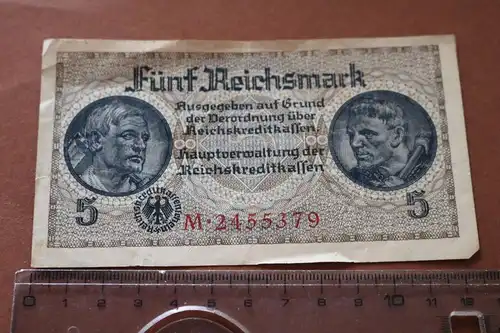 Fünf Reichsmark
Ausgegeben auf Grund
der Verordnung über
Reichskreditkassen.
Hauptverwaltung der
Reichskreditkassen
5
M·2455379
5
0 1 2 3 4 5 6 7 8 9 10 11 12